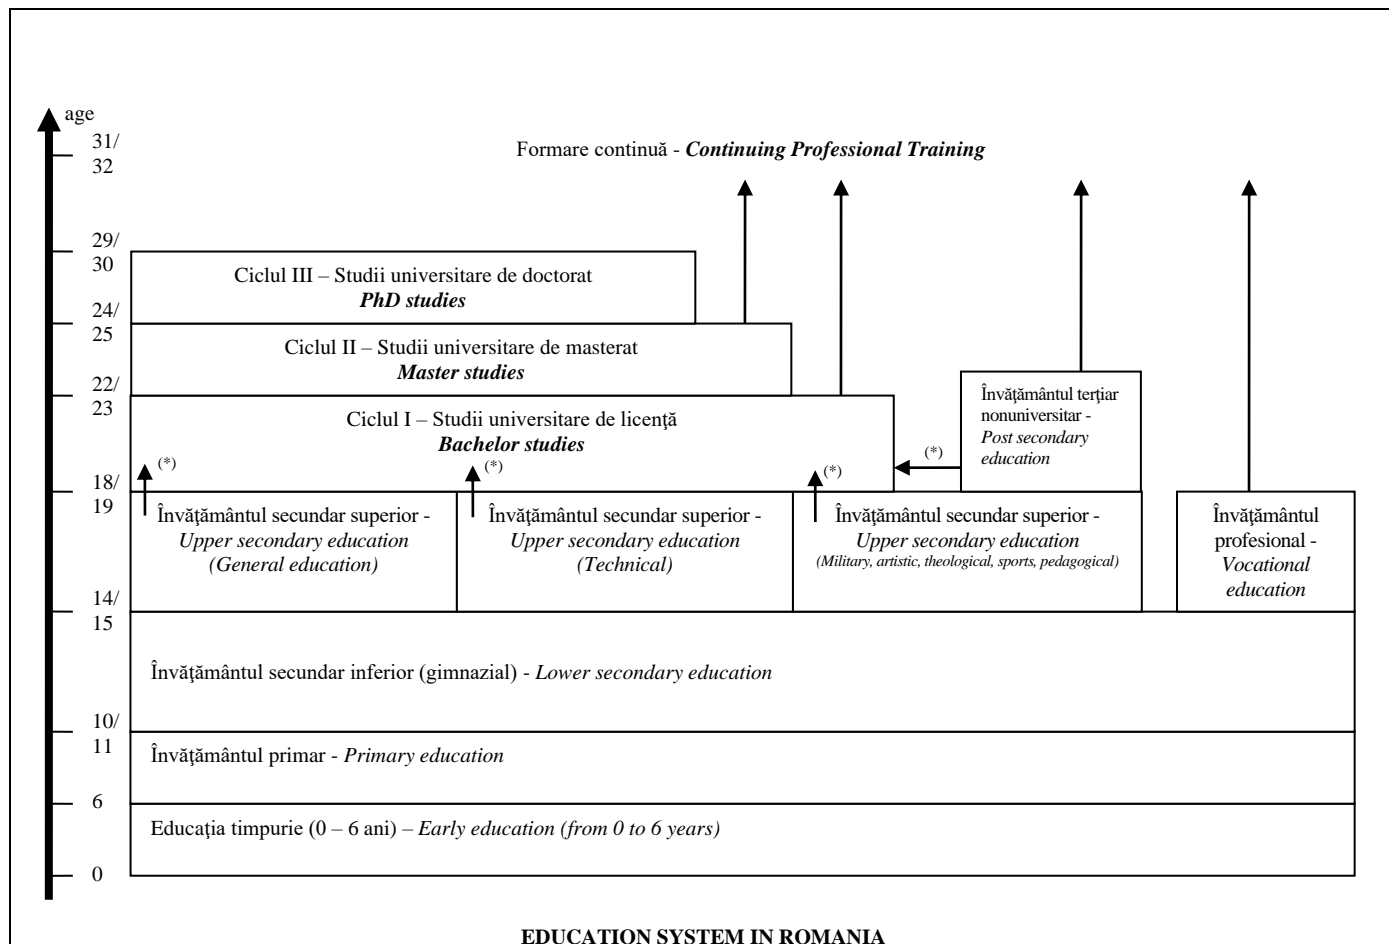 age
31/
32
Formare continuă - Continuing Professional Training
29/
30
Ciclul III – Studii universitare de doctorat
PhD studies
24/
25
Ciclul II – Studii universitare de masterat
Master studies
22/
23
Ciclul I – Studii universitare de licenţă
Bachelor studies
Învăţământul terţiar
nonuniversitar -
Post secondary
education
(*)
(*)
(*)
(*)
18/
19
Învăţământul secundar superior -
Upper secondary education
(General education)
Învăţământul secundar superior -
Upper secondary education
(Technical)
Învăţământul secundar superior -
Upper secondary education
(Military, artistic, theological, sports, pedagogical)
Învăţământul
profesional -
Vocational
education
14/
15
Învăţământul secundar inferior (gimnazial) - Lower secondary education
10/
11
Învăţământul primar - Primary education
6
Educaţia timpurie (0 – 6 ani) – Early education (from 0 to 6 years)
0
EDUCATION SYSTEM IN ROMANIA